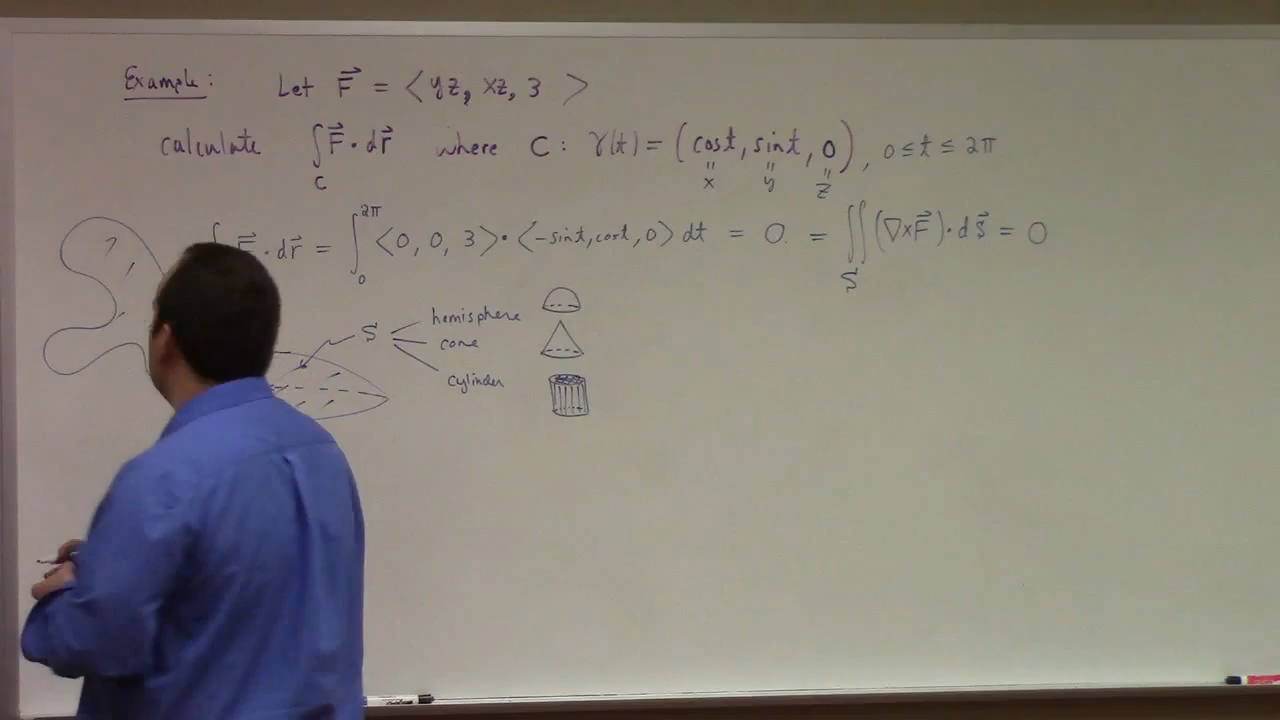 Example: Let F⃗ = < yz, xz, 3 >
calculate ∫_C F⃗ · dr⃗ where C : γ(t) = (cos t, sin t, 0), 0 ≤ t ≤ 2π
" " "
x y z
∫ F⃗ · dr⃗ = ∫_0^{2π} <0, 0, 3> · <-sin t, cos t, 0> dt = 0. = ∬_S (∇×F⃗) · dS⃗ = 0
S
hemisphere
cone
cylinder